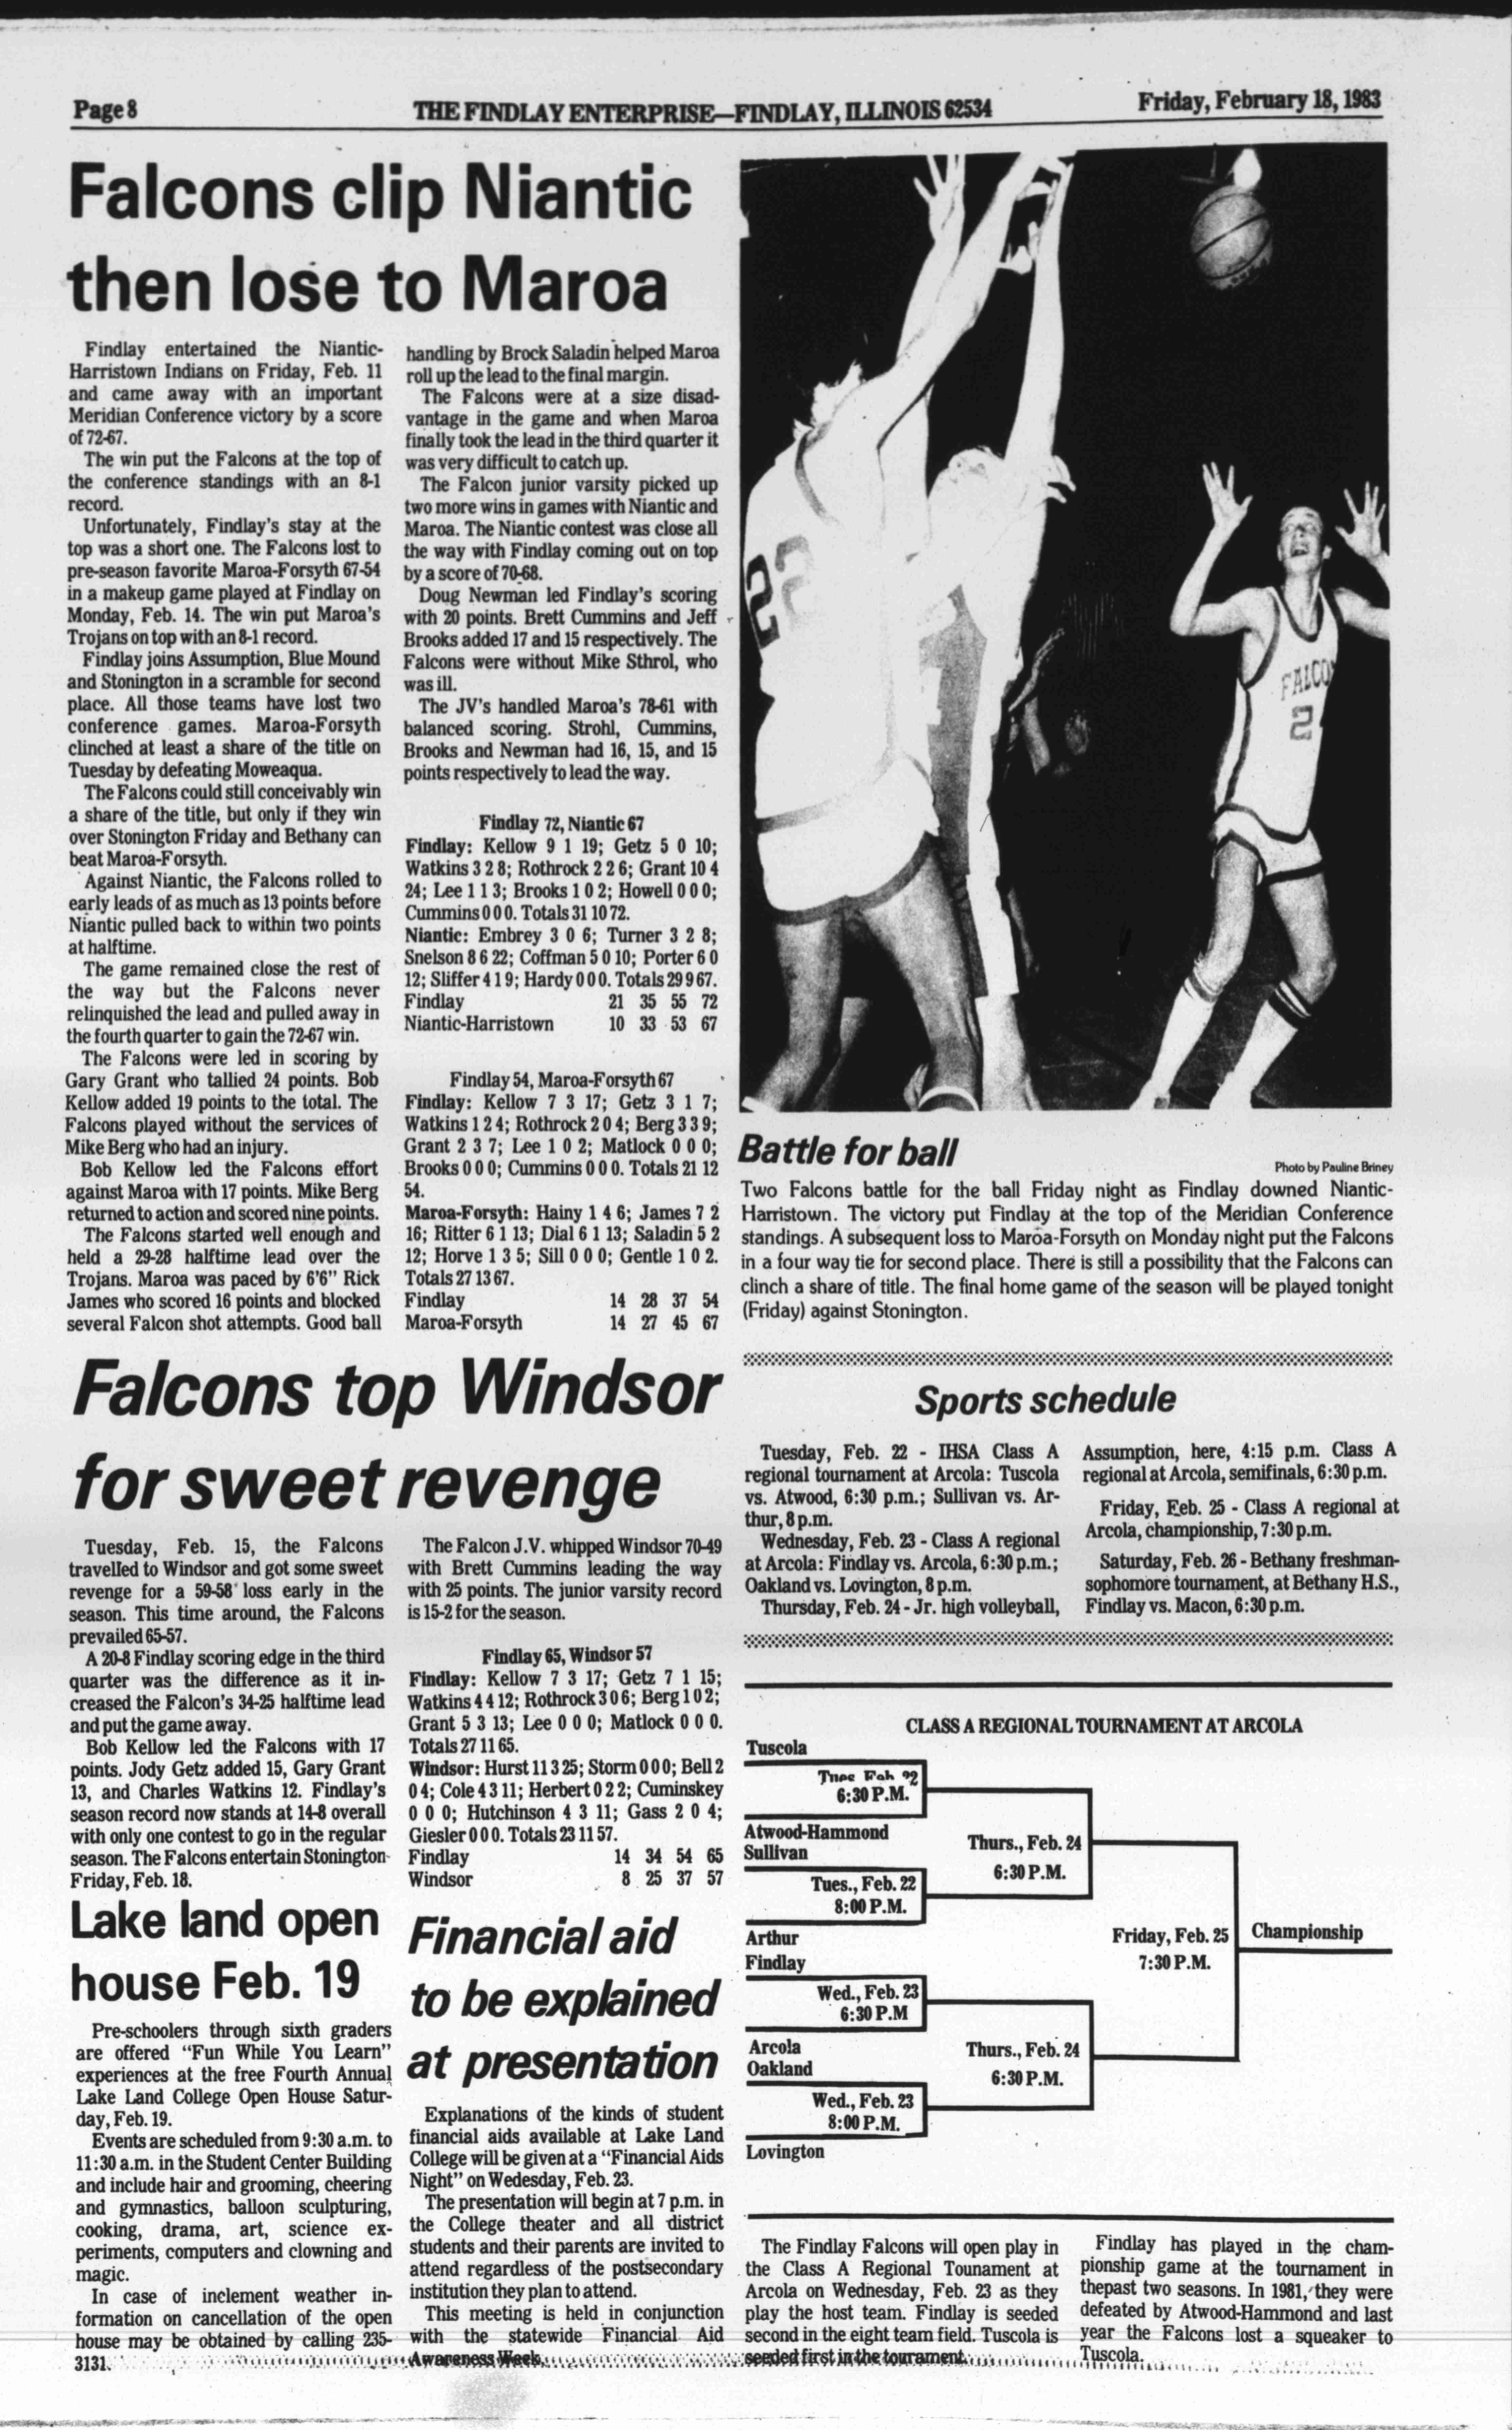 Page 8
THE FINDLAY ENTERPRISE—FINDLAY, ILLINOIS 62534
Friday, February 18, 1983
Falcons clip Niantic
then lose to Maroa
Findlay entertained the Niantic-
Harristown Indians on Friday, Feb. 11
and came away with an important
Meridian Conference victory by a score
of 72-67.
The win put the Falcons at the top of
the conference standings with an 8-1
record.
Unfortunately, Findlay's stay at the
top was a short one. The Falcons lost to
pre-season favorite Maroa-Forsyth 67-54
in a makeup game played at Findlay on
Monday, Feb. 14. The win put Maroa's
Trojans on top with an 8-1 record.
Findlay joins Assumption, Blue Mound
and Stonington in a scramble for second
place. All those teams have lost two
conference games. Maroa-Forsyth
clinched at least a share of the title on
Tuesday by defeating Moweaqua.
The Falcons could still conceivably win
a share of the title, but only if they win
over Stonington Friday and Bethany can
beat Maroa-Forsyth.
Against Niantic, the Falcons rolled to
early leads of as much as 13 points before
Niantic pulled back to within two points
at halftime.
The game remained close the rest of
the way but the Falcons never
relinquished the lead and pulled away in
the fourth quarter to gain the 72-67 win.
The Falcons were led in scoring by
Gary Grant who tallied 24 points. Bob
Kellow added 19 points to the total. The
Falcons played without the services of
Mike Berg who had an injury.
Bob Kellow led the Falcons effort
against Maroa with 17 points. Mike Berg
returned to action and scored nine points.
The Falcons started well enough and
held a 29-28 halftime lead over the
Trojans. Maroa was paced by 6'6" Rick
James who scored 16 points and blocked
several Falcon shot attempts. Good ball
handling by Brock Saladin helped Maroa
roll up the lead to the final margin.
The Falcons were at a size disad-
vantage in the game and when Maroa
finally took the lead in the third quarter it
was very difficult to catch up.
The Falcon junior varsity picked up
two more wins in games with Niantic and
Maroa. The Niantic contest was close all
the way with Findlay coming out on top
by a score of 70-68.
Doug Newman led Findlay's scoring
with 20 points. Brett Cummins and Jeff
Brooks added 17 and 15 respectively. The
Falcons were without Mike Sthrol, who
was ill.
The JV's handled Maroa's 78-61 with
balanced scoring. Strohl, Cummins,
Brooks and Newman had 16, 15, and 15
points respectively to lead the way.
Findlay 72, Niantic 67
Findlay: Kellow 9 1 19; Getz 5 0 10;
Watkins 3 2 8; Rothrock 2 2 6; Grant 10 4
24; Lee 1 1 3; Brooks 1 0 2; Howell 0 0 0;
Cummins 0 0 0. Totals 31 10 72.
Niantic: Embrey 3 0 6; Turner 3 2 8;
Snelson 8 6 22; Coffman 5 0 10; Porter 6 0
12; Sliffer 4 1 9; Hardy 0 0 0. Totals 29 9 67.
Findlay 21 35 55 72
Niantic-Harristown 10 33 53 67
Findlay 54, Maroa-Forsyth 67
Findlay: Kellow 7 3 17; Getz 3 1 7;
Watkins 1 2 4; Rothrock 2 0 4; Berg 3 3 9;
Grant 2 3 7; Lee 1 0 2; Matlock 0 0 0;
Brooks 0 0 0; Cummins 0 0 0. Totals 21 12
54.
Maroa-Forsyth: Hainy 1 4 6; James 7 2
16; Ritter 6 1 13; Dial 6 1 13; Saladin 5 2
12; Horve 1 3 5; Sill 0 0 0; Gentle 1 0 2.
Totals 27 13 67.
Findlay 14 28 37 54
Maroa-Forsyth 14 27 45 67
22
FALCO
2
Battle for ball
Photo by Pauline Briney
Two Falcons battle for the ball Friday night as Findlay downed Niantic-
Harristown. The victory put Findlay at the top of the Meridian Conference
standings. A subsequent loss to Maroa-Forsyth on Monday night put the Falcons
in a four way tie for second place. There is still a possibility that the Falcons can
clinch a share of title. The final home game of the season will be played tonight
(Friday) against Stonington.
Falcons top Windsor
for sweet revenge
Tuesday, Feb. 15, the Falcons
travelled to Windsor and got some sweet
revenge for a 59-58 loss early in the
season. This time around, the Falcons
prevailed 65-57.
A 20-8 Findlay scoring edge in the third
quarter was the difference as it in-
creased the Falcon's 34-25 halftime lead
and put the game away.
Bob Kellow led the Falcons with 17
points. Jody Getz added 15, Gary Grant
13, and Charles Watkins 12. Findlay's
season record now stands at 14-8 overall
with only one contest to go in the regular
season. The Falcons entertain Stonington
Friday, Feb. 18.
The Falcon J.V. whipped Windsor 70-49
with Brett Cummins leading the way
with 25 points. The junior varsity record
is 15-2 for the season.
Findlay 65, Windsor 57
Findlay: Kellow 7 3 17; Getz 7 1 15;
Watkins 4 4 12; Rothrock 3 0 6; Berg 1 0 2;
Grant 5 3 13; Lee 0 0 0; Matlock 0 0 0.
Totals 27 11 65.
Windsor: Hurst 11 3 25; Storm 0 0 0; Bell 2
0 4; Cole 4 3 11; Herbert 0 2 2; Cuminskey
0 0 0; Hutchinson 4 3 11; Gass 2 0 4;
Giesler 0 0 0. Totals 23 11 57.
Findlay 14 34 54 65
Windsor 8 25 37 57
Lake land open
house Feb. 19
Pre-schoolers through sixth graders
are offered "Fun While You Learn"
experiences at the free Fourth Annual
Lake Land College Open House Satur-
day, Feb. 19.
Events are scheduled from 9:30 a.m. to
11:30 a.m. in the Student Center Building
and include hair and grooming, cheering
and gymnastics, balloon sculpturing,
cooking, drama, art, science ex-
periments, computers and clowning and
magic.
In case of inclement weather in-
formation on cancellation of the open
house may be obtained by calling 235-
3131.
Financial aid
to be explained
at presentation
Explanations of the kinds of student
financial aids available at Lake Land
College will be given at a "Financial Aids
Night" on Wedesday, Feb. 23.
The presentation will begin at 7 p.m. in
the College theater and all district
students and their parents are invited to
attend regardless of the postsecondary
institution they plan to attend.
This meeting is held in conjunction
with the statewide Financial Aid
Awareness Week.
Sports schedule
Tuesday, Feb. 22 - IHSA Class A
regional tournament at Arcola: Tuscola
vs. Atwood, 6:30 p.m.; Sullivan vs. Ar-
thur, 8 p.m.
Wednesday, Feb. 23 - Class A regional
at Arcola: Findlay vs. Arcola, 6:30 p.m.;
Oakland vs. Lovington, 8 p.m.
Thursday, Feb. 24 - Jr. high volleyball,
Assumption, here, 4:15 p.m. Class A
regional at Arcola, semifinals, 6:30 p.m.
Friday, Feb. 25 - Class A regional at
Arcola, championship, 7:30 p.m.
Saturday, Feb. 26 - Bethany freshman-
sophomore tournament, at Bethany H.S.,
Findlay vs. Macon, 6:30 p.m.
CLASS A REGIONAL TOURNAMENT AT ARCOLA
Tuscola
Tues Feb 22
6:30 P.M.
Atwood-Hammond
Sullivan
Thurs., Feb. 24
6:30 P.M.
Tues., Feb. 22
8:00 P.M.
Arthur
Findlay
Friday, Feb. 25
7:30 P.M.
Championship
Wed., Feb. 23
6:30 P.M
Arcola
Oakland
Thurs., Feb. 24
6:30 P.M.
Wed., Feb. 23
8:00 P.M.
Lovington
The Findlay Falcons will open play in
the Class A Regional Tounament at
Arcola on Wednesday, Feb. 23 as they
play the host team. Findlay is seeded
second in the eight team field. Tuscola is
seeded first in the tourament.
Findlay has played in the cham-
pionship game at the tournament in
thepast two seasons. In 1981, they were
defeated by Atwood-Hammond and last
year the Falcons lost a squeaker to
Tuscola.